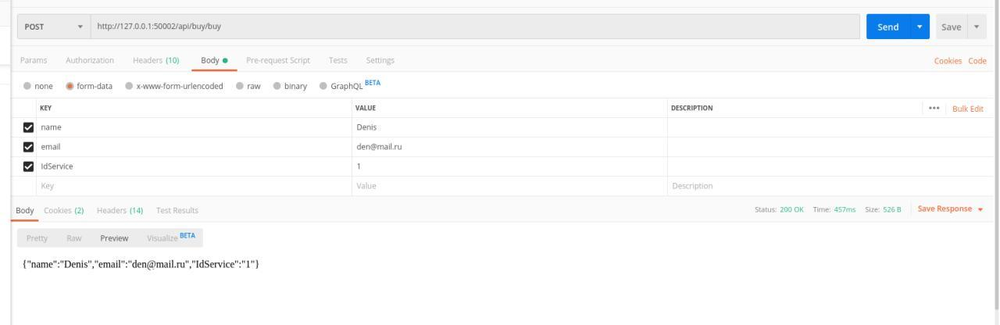 POST http://127.0.0.1:50002/api/buy/buy Send Save
Params Authorization Headers (10) Body Pre-request Script Tests Settings Cookies Code
none form-data x-www-form-urlencoded raw binary GraphQL BETA
KEY VALUE DESCRIPTION ••• Bulk Edit
name Denis
email den@mail.ru
IdService 1
Key Value Description
Body Cookies (2) Headers (14) Test Results Status: 200 OK Time: 457ms Size: 526 B Save Response
Pretty Raw Preview Visualize BETA
{"name":"Denis","email":"den@mail.ru","IdService":"1"}